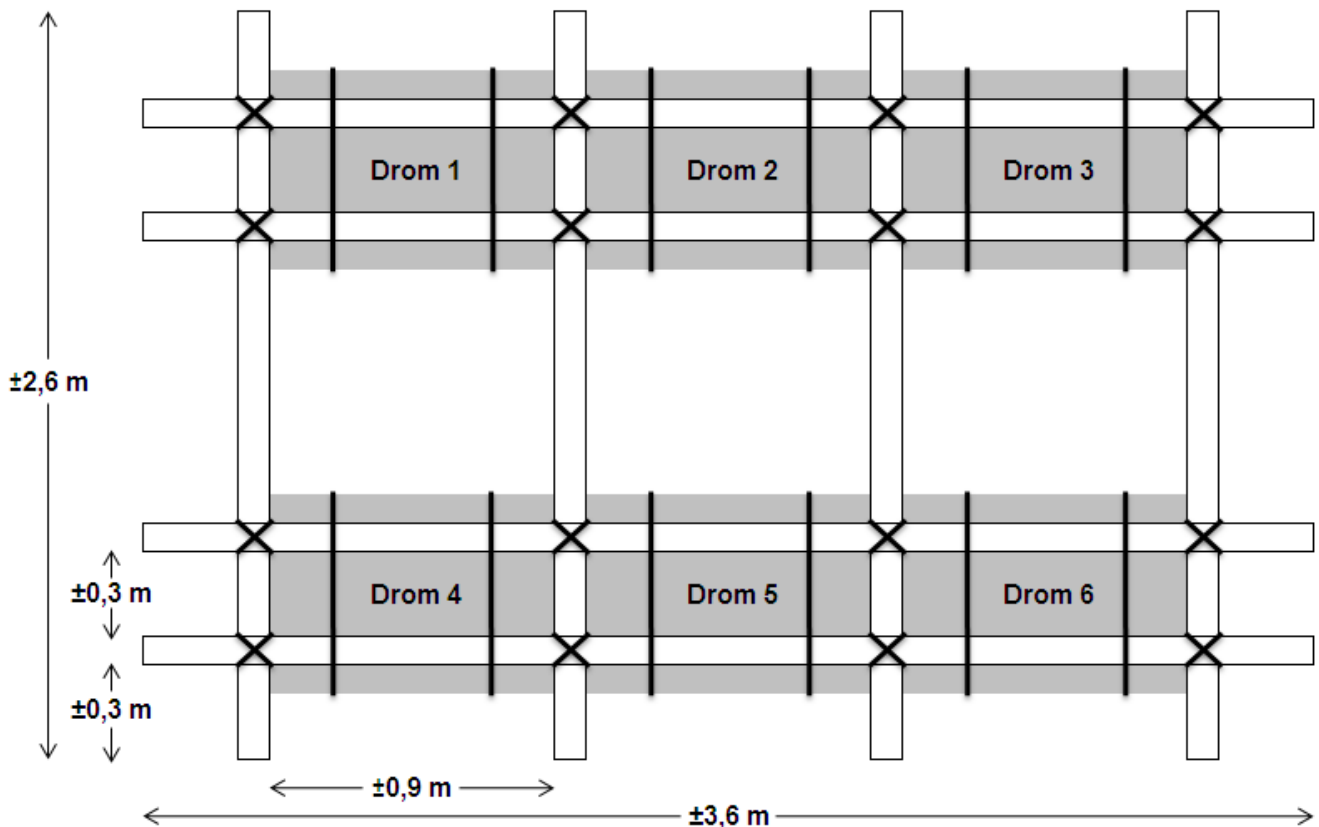 Drom 1
Drom 2
Drom 3
±2,6 m
±0,3 m
Drom 4
Drom 5
Drom 6
±0,3 m
±0,9 m
±3,6 m